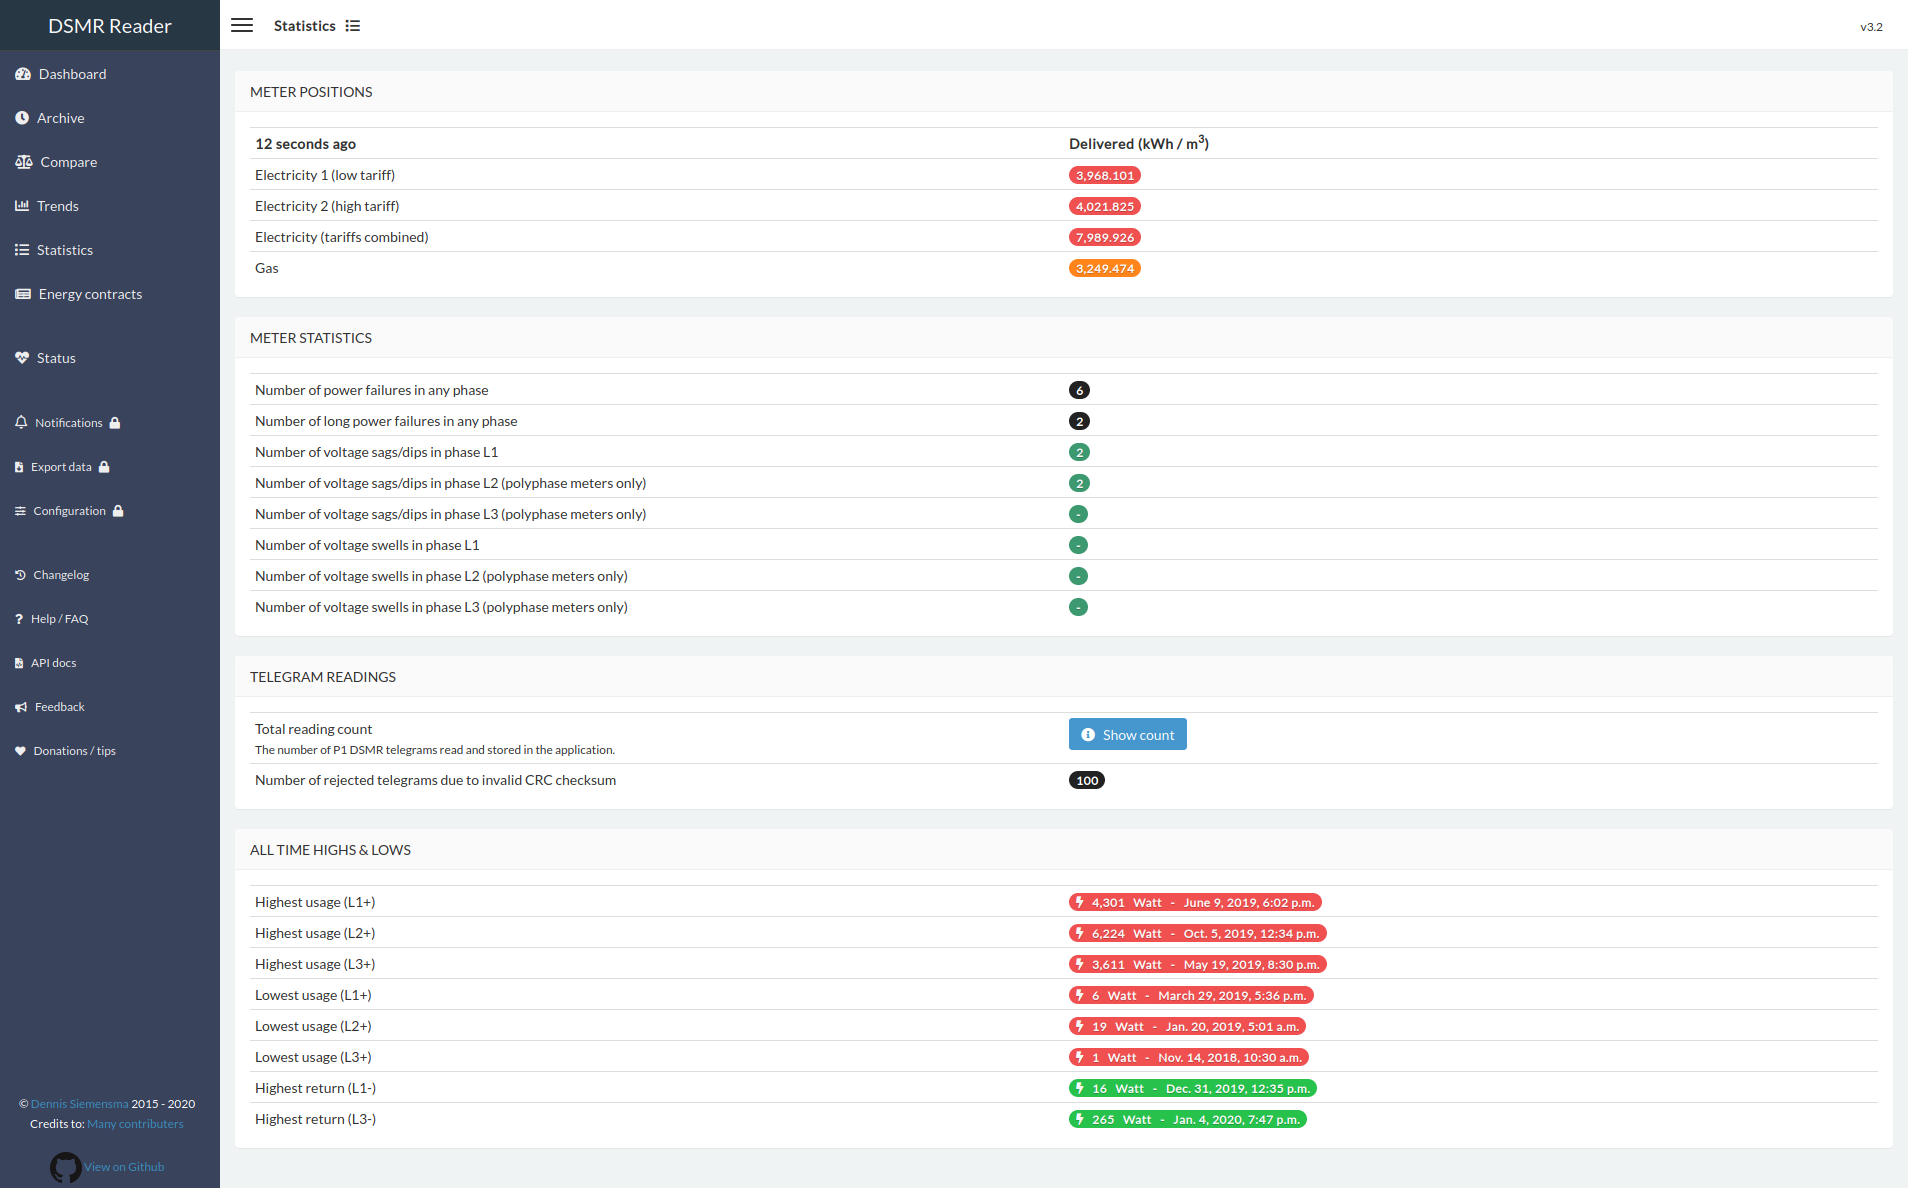 DSMR Reader
Statistics
v3.2
Dashboard
Archive
Compare
Trends
Statistics
Energy contracts
Status
Notifications
Export data
Configuration
Changelog
Help / FAQ
API docs
Feedback
Donations / tips
© Dennis Siemensma 2015 - 2020
Credits to: Many contributers
View on Github
METER POSITIONS
12 seconds ago Delivered (kWh / m³)
Electricity 1 (low tariff) 3,968.101
Electricity 2 (high tariff) 4,021.825
Electricity (tariffs combined) 7,989.926
Gas 3,249.474
METER STATISTICS
Number of power failures in any phase 6
Number of long power failures in any phase 2
Number of voltage sags/dips in phase L1 2
Number of voltage sags/dips in phase L2 (polyphase meters only) 2
Number of voltage sags/dips in phase L3 (polyphase meters only) -
Number of voltage swells in phase L1 -
Number of voltage swells in phase L2 (polyphase meters only) -
Number of voltage swells in phase L3 (polyphase meters only) -
TELEGRAM READINGS
Total reading count Show count
The number of P1 DSMR telegrams read and stored in the application.
Number of rejected telegrams due to invalid CRC checksum 100
ALL TIME HIGHS & LOWS
Highest usage (L1+) 4,301 Watt - June 9, 2019, 6:02 p.m.
Highest usage (L2+) 6,224 Watt - Oct. 5, 2019, 12:34 p.m.
Highest usage (L3+) 3,611 Watt - May 19, 2019, 8:30 p.m.
Lowest usage (L1+) 6 Watt - March 29, 2019, 5:36 p.m.
Lowest usage (L2+) 19 Watt - Jan. 20, 2019, 5:01 a.m.
Lowest usage (L3+) 1 Watt - Nov. 14, 2018, 10:30 a.m.
Highest return (L1-) 16 Watt - Dec. 31, 2019, 12:35 p.m.
Highest return (L3-) 265 Watt - Jan. 4, 2020, 7:47 p.m.